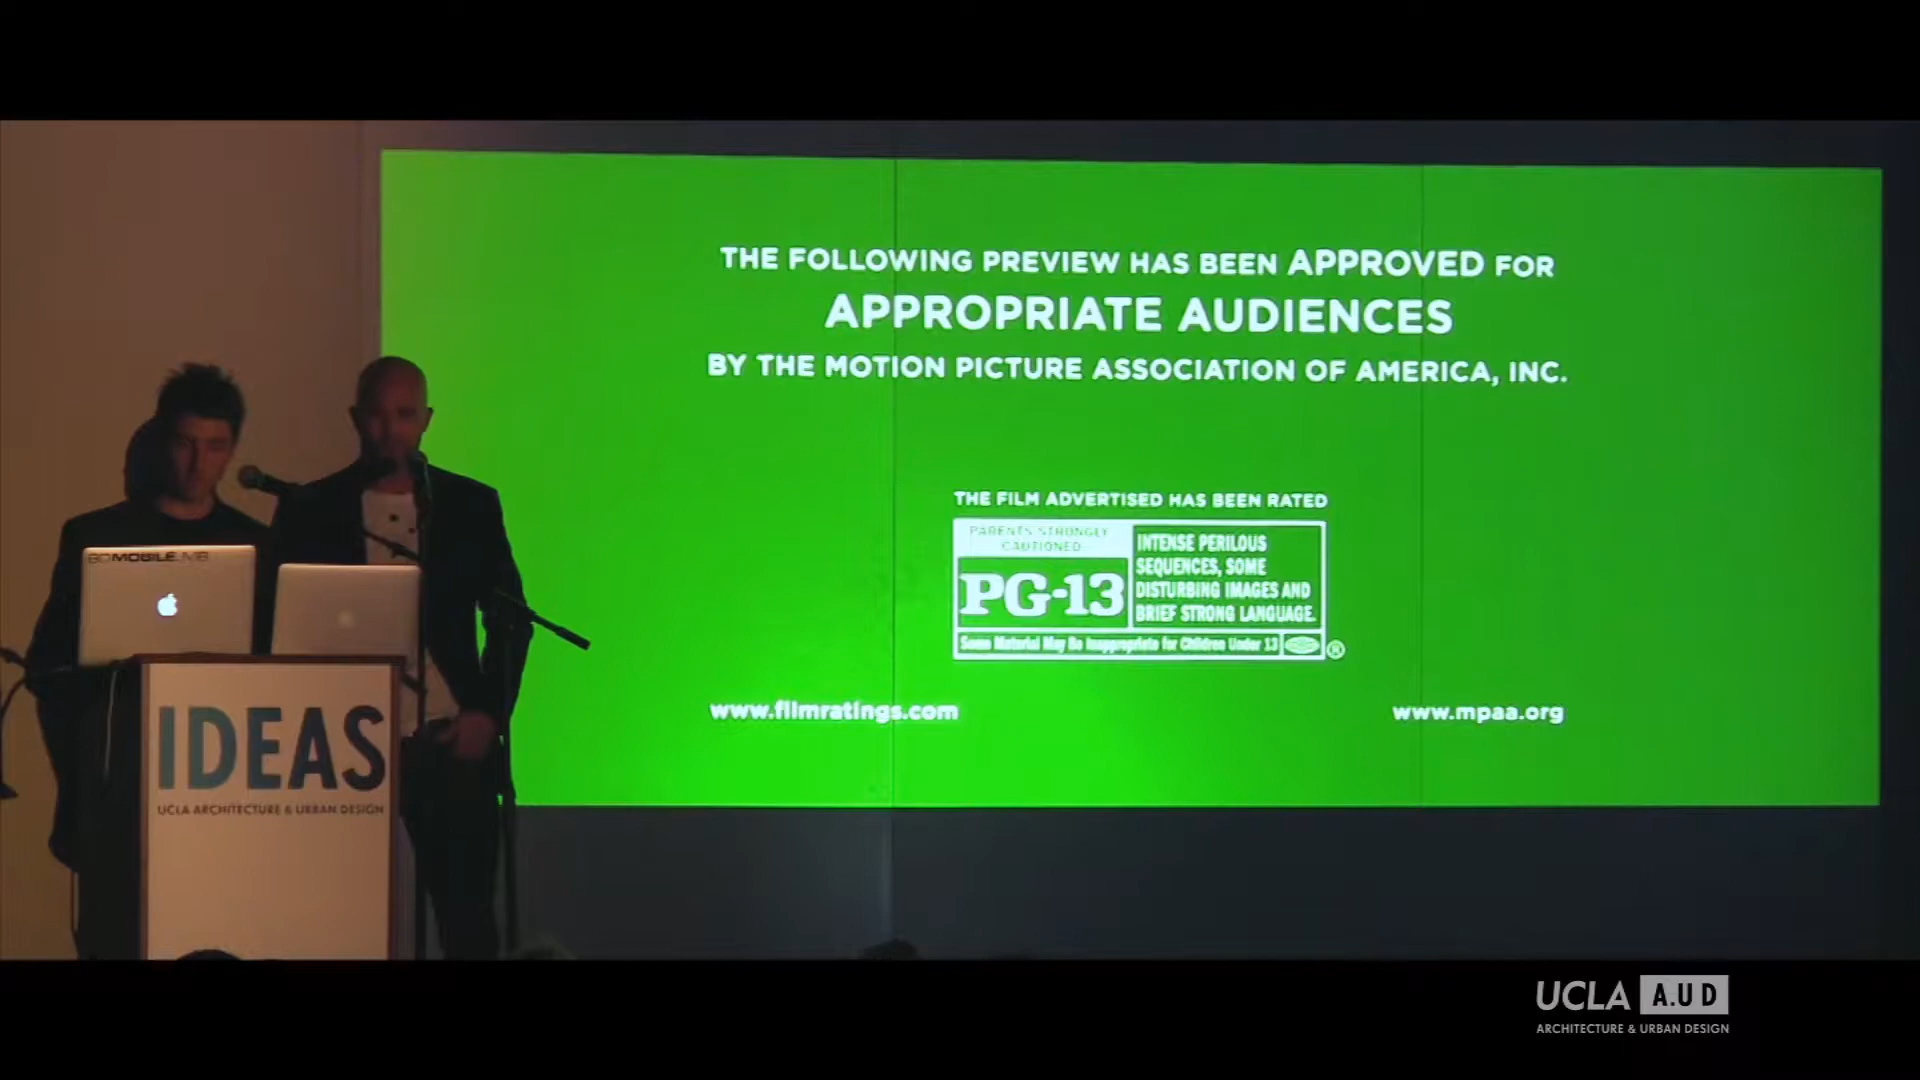 THE FOLLOWING PREVIEW HAS BEEN APPROVED FOR
APPROPRIATE AUDIENCES
BY THE MOTION PICTURE ASSOCIATION OF AMERICA, INC.
THE FILM ADVERTISED HAS BEEN RATED
PARENTS STRONGLY
CAUTIONED
PG-13
INTENSE PERILOUS
SEQUENCES, SOME
DISTURBING IMAGES AND
BRIEF STRONG LANGUAGE.
Some Material May Be Inappropriate for Children Under 13
®
www.filmratings.com
www.mpaa.org
MOBILE
IDEAS
UCLA ARCHITECTURE & URBAN DESIGN
UCLA A.UD
ARCHITECTURE & URBAN DESIGN